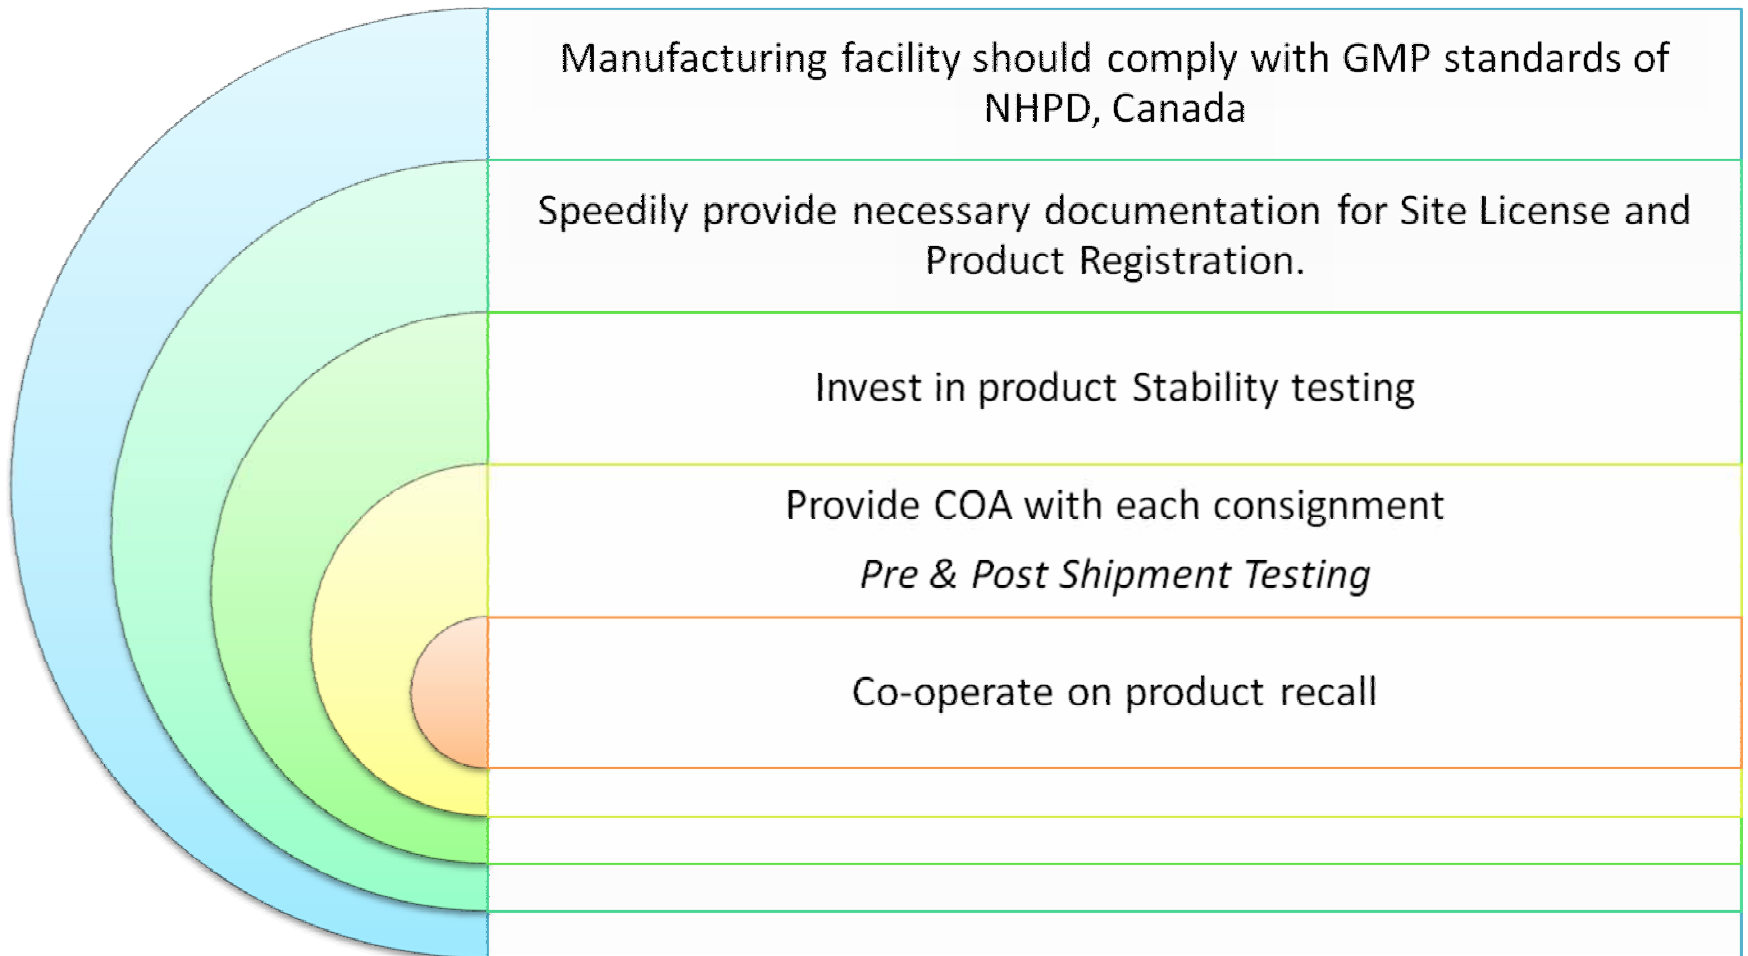 Manufacturing facility should comply with GMP standards of
NHPD, Canada
Speedily provide necessary documentation for Site License and
Product Registration.
Invest in product Stability testing
Provide COA with each consignment
Pre & Post Shipment Testing
Co-operate on product recall